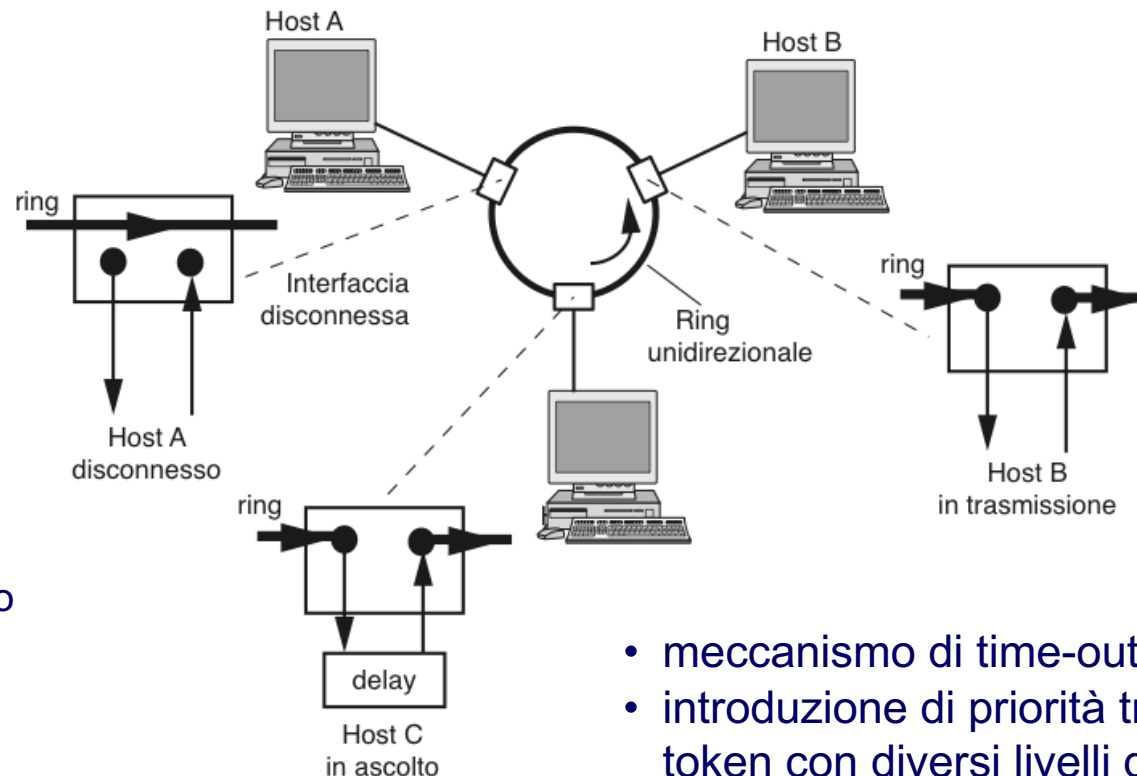 Host A
Host B
ring
Interfaccia
disconnessa
Ring
unidirezionale
ring
Host A
disconnesso
Host B
in trasmissione
ring
delay
Host C
in ascolto
o
• meccanismo di time-out
• introduzione di priorità tr
token con diversi livelli